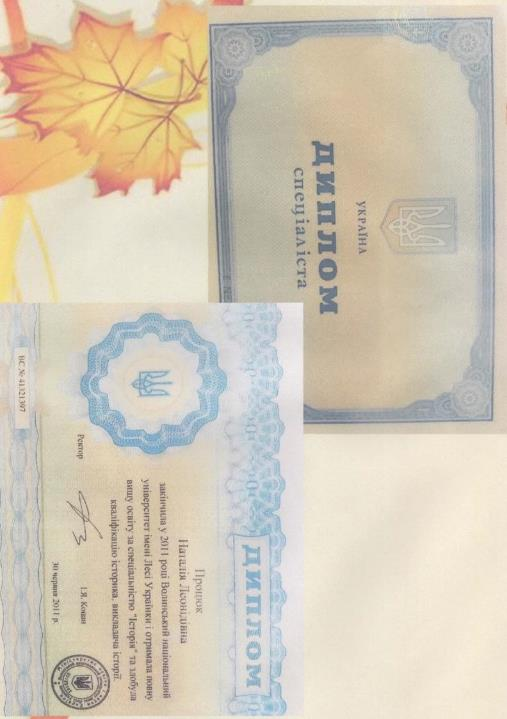 УКРАЇНА
ДИПЛОМ
спеціаліста
ДИПЛОМ
Процюк
Наталія Леонідівна
закінчила у 2011 році Волинський національний
університет імені Лесі Українки і отримала повну
вищу освіту за спеціальністю "Історія" та здобула
кваліфікацію історика, викладача історії.
Ректор
І.Я. Коцан
30 червня 2011 р.
ВС № 41321397